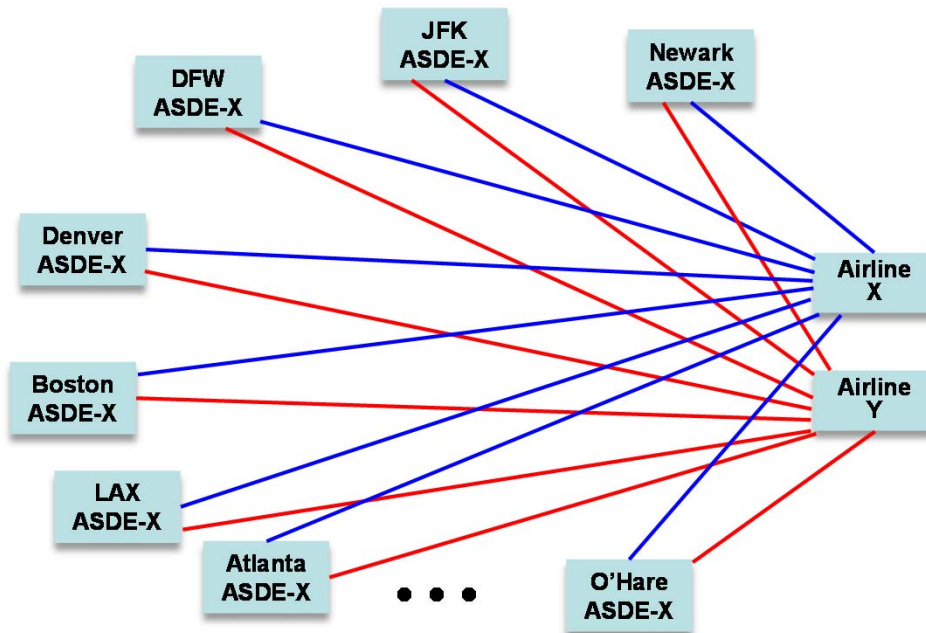 JFK
ASDE-X
Newark
ASDE-X
DFW
ASDE-X
Denver
ASDE-X
Airline
X
Boston
ASDE-X
Airline
Y
LAX
ASDE-X
Atlanta
ASDE-X
O'Hare
ASDE-X